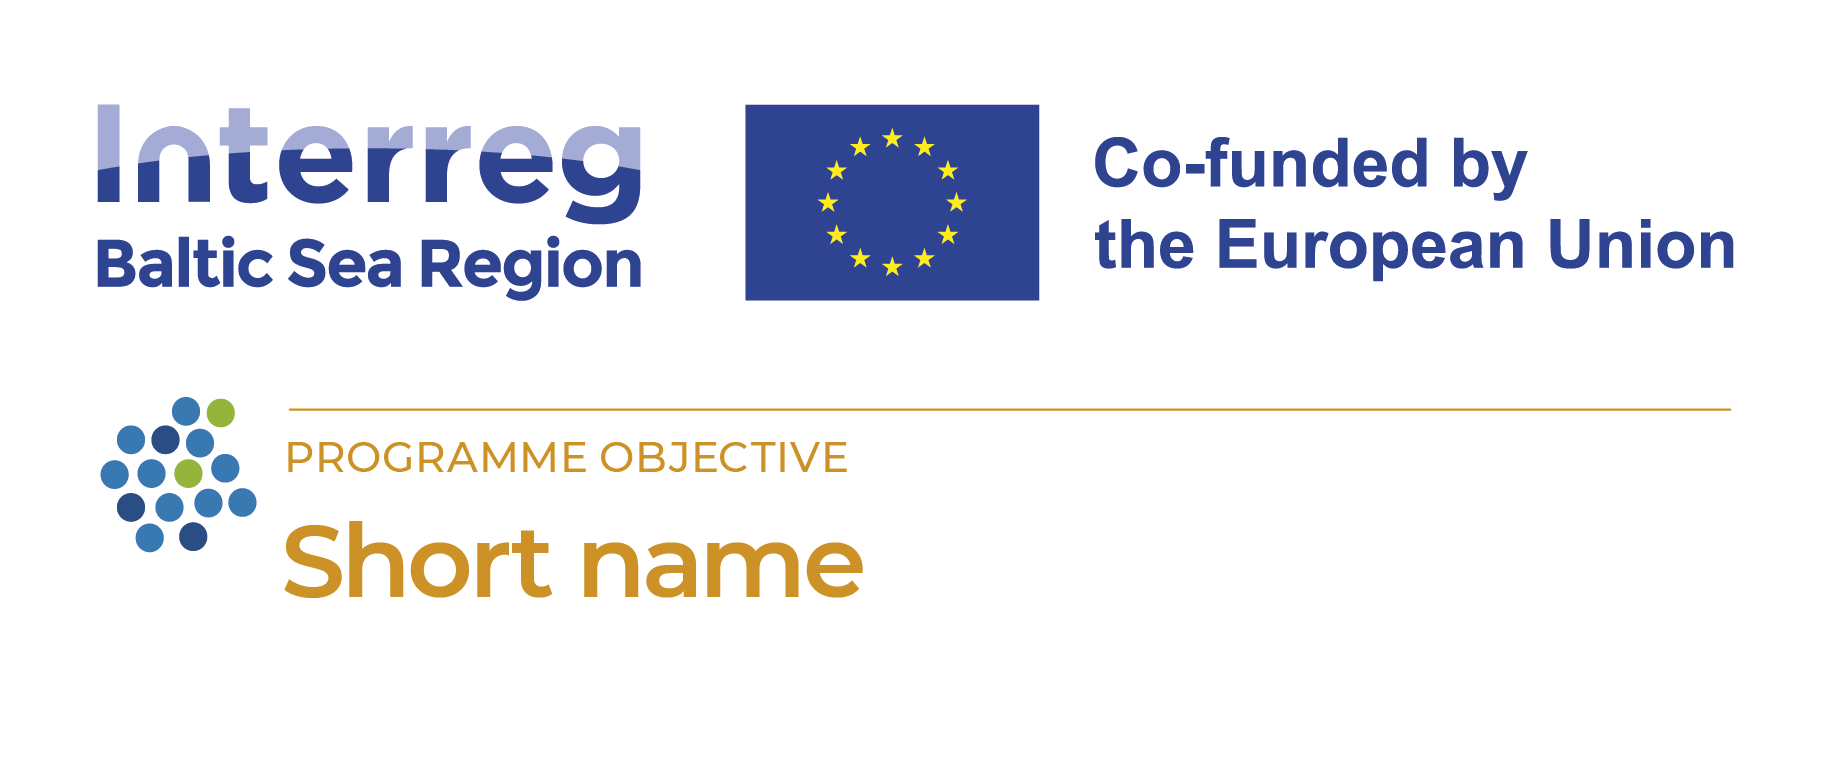 Interreg
Baltic Sea Region
Co-funded by
the European Union
PROGRAMME OBJECTIVE
Short name